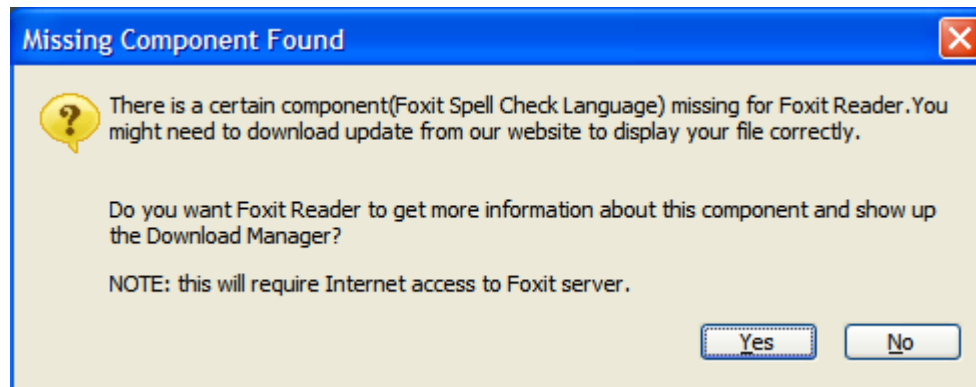 Missing Component Found
There is a certain component(Foxit Spell Check Language) missing for Foxit Reader.You
might need to download update from our website to display your file correctly.
Do you want Foxit Reader to get more information about this component and show up
the Download Manager?
NOTE: this will require Internet access to Foxit server.
Yes No